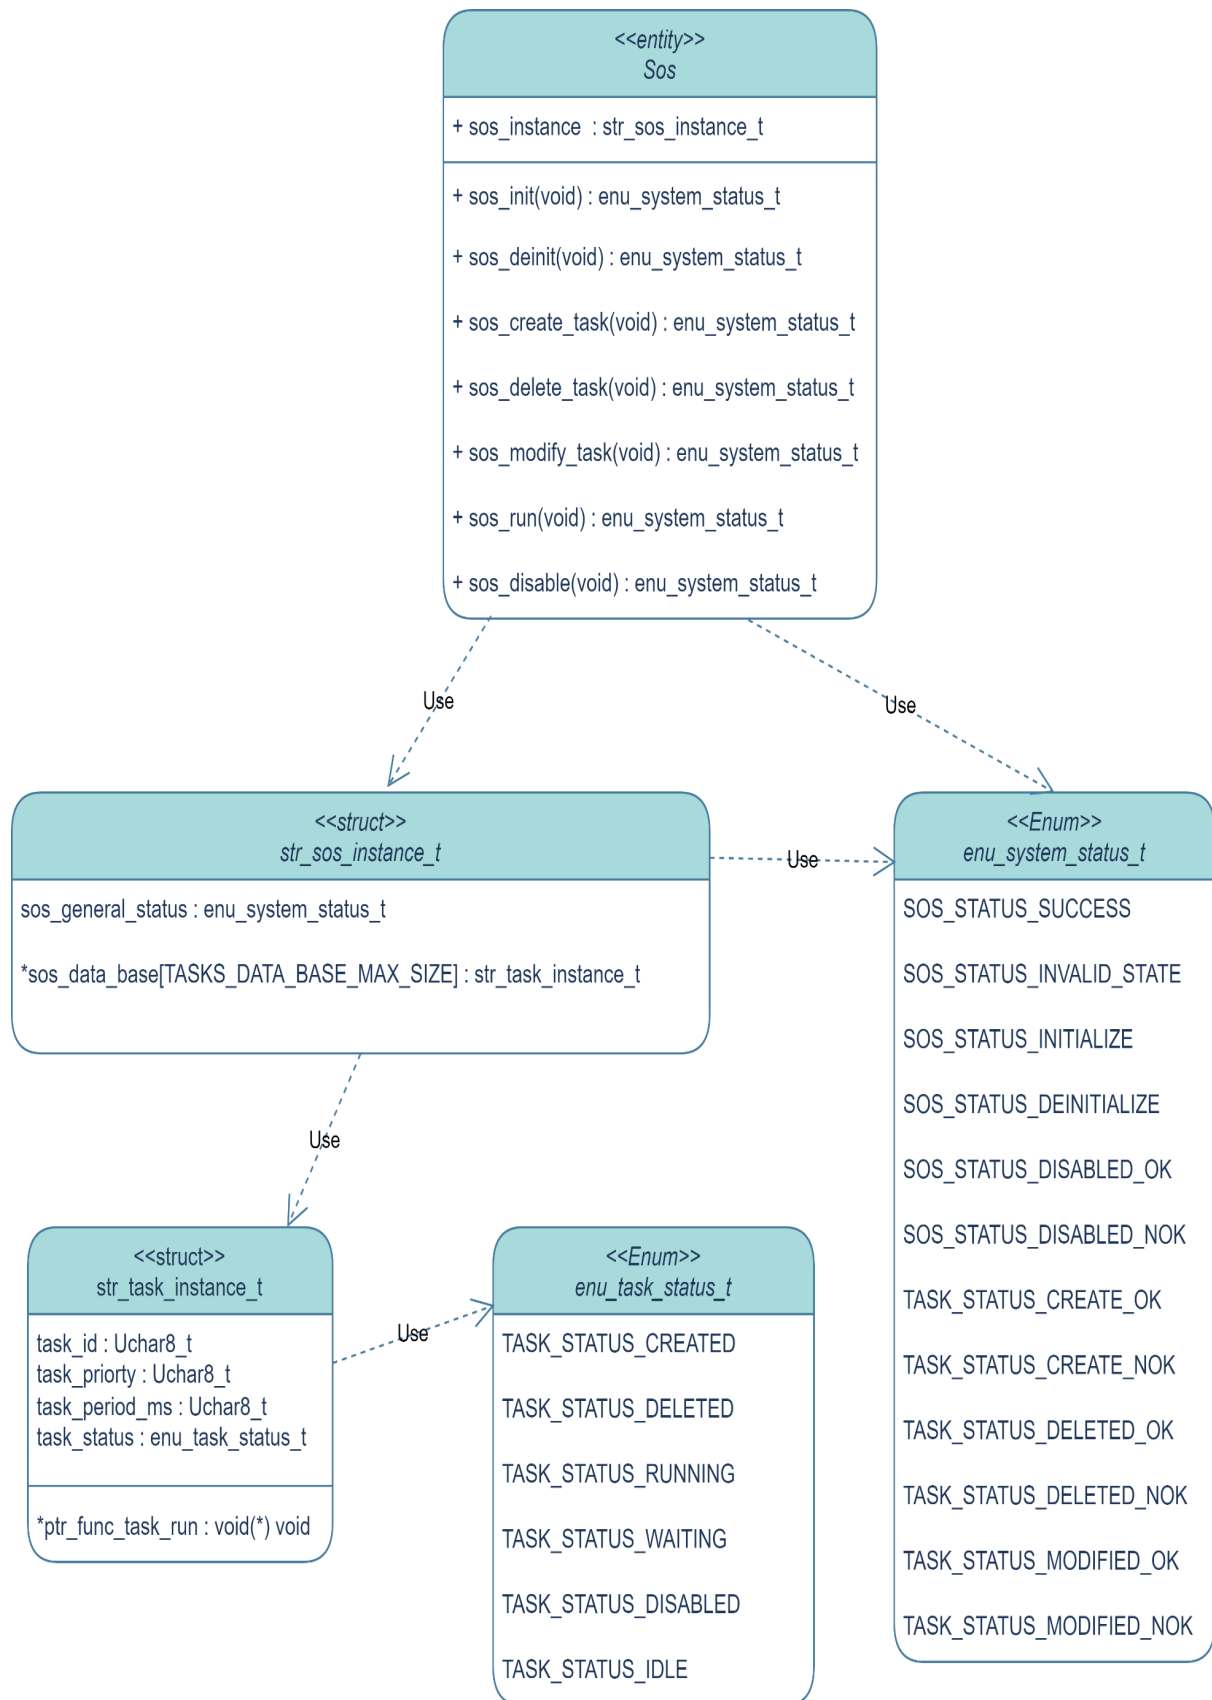 <<entity>>
Sos
+ sos_instance : str_sos_instance_t
+ sos_init(void) : enu_system_status_t
+ sos_deinit(void) : enu_system_status_t
+ sos_create_task(void) : enu_system_status_t
+ sos_delete_task(void) : enu_system_status_t
+ sos_modify_task(void) : enu_system_status_t
+ sos_run(void) : enu_system_status_t
+ sos_disable(void) : enu_system_status_t
Use
Use
<<struct>>
str_sos_instance_t
sos_general_status : enu_system_status_t
*sos_data_base[TASKS_DATA_BASE_MAX_SIZE] : str_task_instance_t
Use
<<Enum>>
enu_system_status_t
SOS_STATUS_SUCCESS
SOS_STATUS_INVALID_STATE
SOS_STATUS_INITIALIZE
SOS_STATUS_DEINITIALIZE
SOS_STATUS_DISABLED_OK
SOS_STATUS_DISABLED_NOK
TASK_STATUS_CREATE_OK
TASK_STATUS_CREATE_NOK
TASK_STATUS_DELETED_OK
TASK_STATUS_DELETED_NOK
TASK_STATUS_MODIFIED_OK
TASK_STATUS_MODIFIED_NOK
Use
<<struct>>
str_task_instance_t
task_id : Uchar8_t
task_priorty : Uchar8_t
task_period_ms : Uchar8_t
task_status : enu_task_status_t
*ptr_func_task_run : void(*) void
Use
<<Enum>>
enu_task_status_t
TASK_STATUS_CREATED
TASK_STATUS_DELETED
TASK_STATUS_RUNNING
TASK_STATUS_WAITING
TASK_STATUS_DISABLED
TASK_STATUS_IDLE